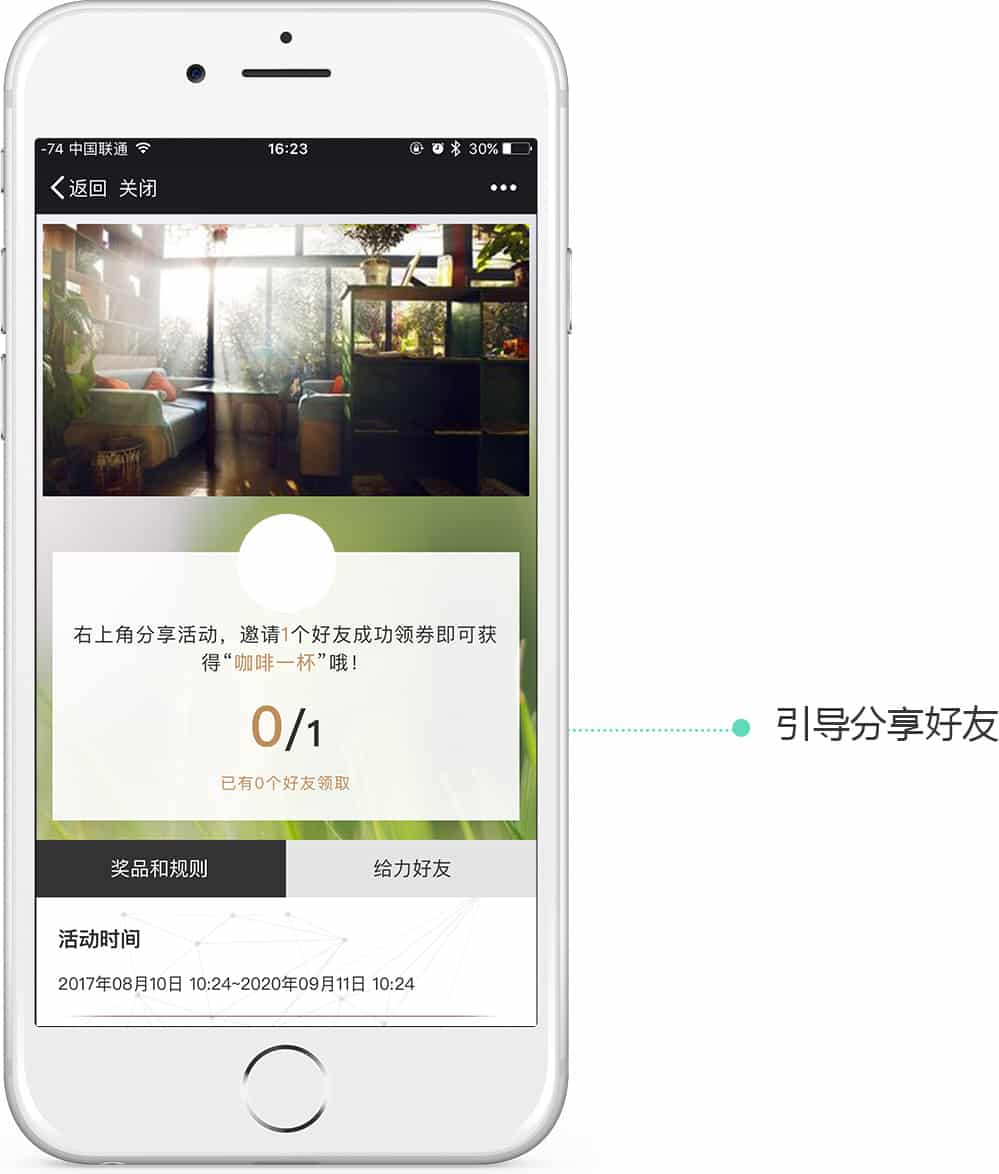 -74 中国联通 16:23 30%
返回 关闭
右上角分享活动，邀请1个好友成功领券即可获
得“咖啡一杯”哦！
0/1
已有0个好友领取
引导分享好友
奖品和规则 给力好友
活动时间
2017年08月10日 10:24~2020年09月11日 10:24